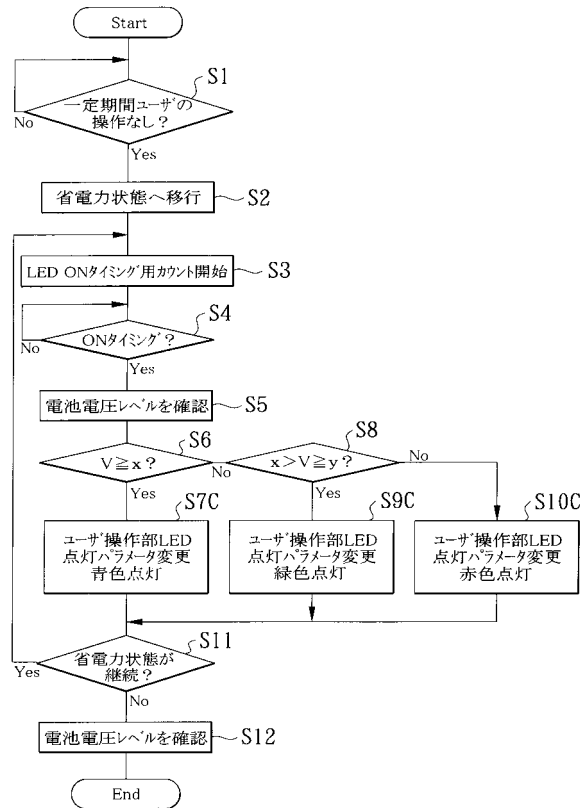 Start
S1
一定期間ユーザの
操作なし?
No
Yes
省電力状態へ移行
S2
LED ONタイミング用カウント開始
S3
S4
ONタイミング?
No
Yes
電池電圧レベルを確認
S5
S6
V≧x?
No
Yes
S8
x>V≧y?
No
Yes
S7C
ユーザ操作部LED
点灯パラメータ変更
青色点灯
S9C
ユーザ操作部LED
点灯パラメータ変更
緑色点灯
S10C
ユーザ操作部LED
点灯パラメータ変更
赤色点灯
S11
省電力状態が
継続?
Yes
No
電池電圧レベルを確認
S12
End